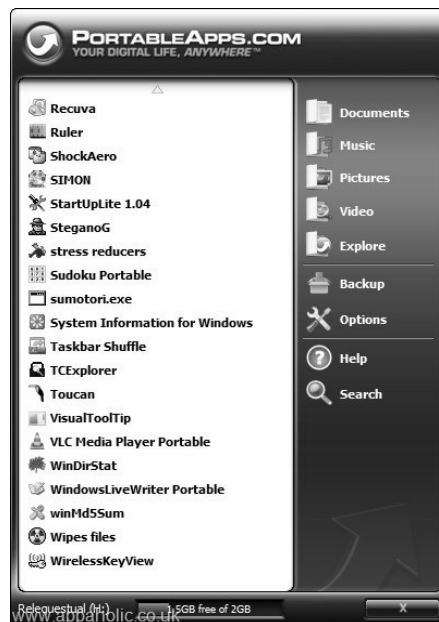 PORTABLEAPPS.COM
YOUR DIGITAL LIFE, ANYWHERE™
Recuva
Ruler
ShockAero
SIMON
StartUpLite 1.04
SteganoG
stress reducers
Sudoku Portable
sumotori.exe
System Information for Windows
Taskbar Shuffle
TCExplorer
Toucan
VisualToolTip
VLC Media Player Portable
WinDirStat
WindowsLiveWriter Portable
winMd5Sum
Wipes files
WirelessKeyView
Documents
Music
Pictures
Video
Explore
Backup
Options
Help
Search
Relequestual (H:)
1.5GB free of 2GB
X
www.appaholic.co.uk